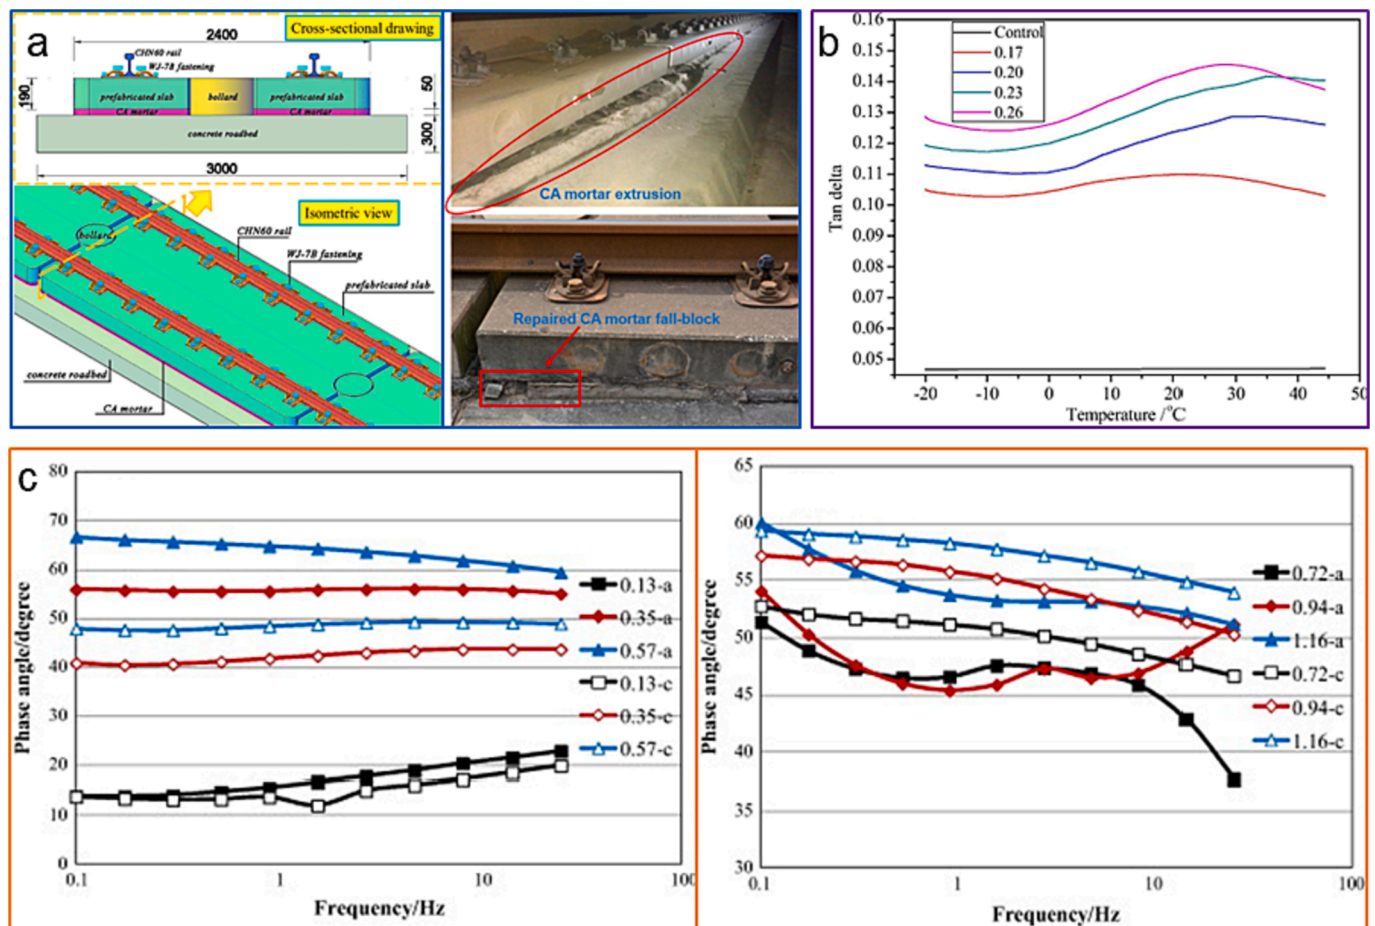 a
Cross-sectional drawing
2400
CHN60 rail
WJ-7B fastening
190
prefabricated slab
bollard
prefabricated slab
50
CA mortar
CA mortar
300
concrete roadbed
3000
Isometric view
bollard
CHN60 rail
WJ-7B fastening
prefabricated slab
concrete roadbed
CA mortar
CA mortar extrusion
Repaired CA mortar fall-block
b
0.16
0.15
0.14
0.13
0.12
0.11
0.10
0.09
0.08
0.07
0.06
0.05
Tan delta
Control
0.17
0.20
0.23
0.26
-20 -10 0 10 20 30 40 50
Temperature /°C
c
80
70
60
50
40
30
20
10
0
Phase angle/degree
0.13-a
0.35-a
0.57-a
0.13-c
0.35-c
0.57-c
0.1 1 10 100
Frequency/Hz
65
60
55
50
45
40
35
30
Phase angle/degree
0.72-a
0.94-a
1.16-a
0.72-c
0.94-c
1.16-c
0.1 1 10 100
Frequency/Hz